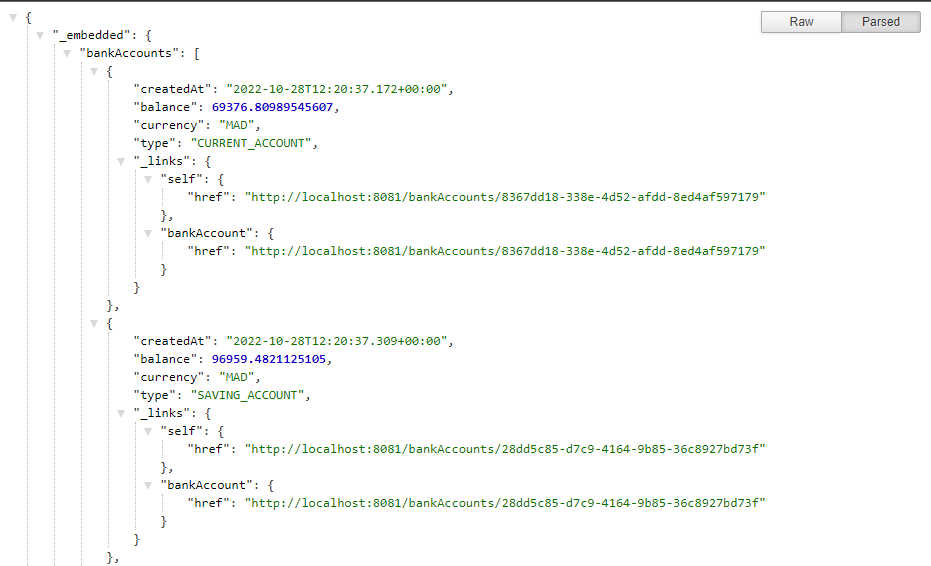 Raw Parsed
{
"_embedded": {
"bankAccounts": [
{
"createdAt": "2022-10-28T12:20:37.172+00:00",
"balance": 69376.80989545607,
"currency": "MAD",
"type": "CURRENT_ACCOUNT",
"_links": {
"self": {
"href": "http://localhost:8081/bankAccounts/8367dd18-338e-4d52-afdd-8ed4af597179"
},
"bankAccount": {
"href": "http://localhost:8081/bankAccounts/8367dd18-338e-4d52-afdd-8ed4af597179"
}
}
},
{
"createdAt": "2022-10-28T12:20:37.309+00:00",
"balance": 96959.4821125105,
"currency": "MAD",
"type": "SAVING_ACCOUNT",
"_links": {
"self": {
"href": "http://localhost:8081/bankAccounts/28dd5c85-d7c9-4164-9b85-36c8927bd73f"
},
"bankAccount": {
"href": "http://localhost:8081/bankAccounts/28dd5c85-d7c9-4164-9b85-36c8927bd73f"
}
}
},